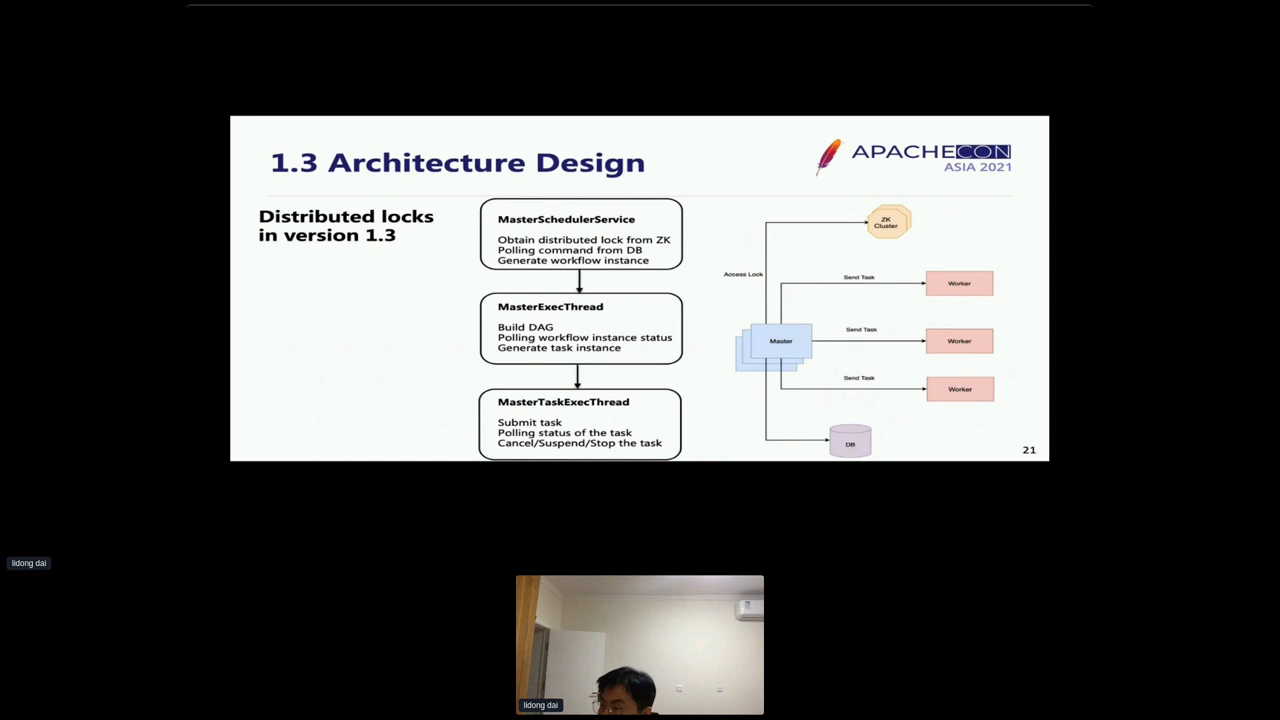 1.3 Architecture Design
APACHECON
ASIA 2021
Distributed locks
in version 1.3
MasterSchedulerService
Obtain distributed lock from ZK
Polling command from DB
Generate workflow instance
MasterExecThread
Build DAG
Polling workflow instance status
Generate task instance
MasterTaskExecThread
Submit task
Polling status of the task
Cancel/Suspend/Stop the task
ZK
Cluster
Access Lock
Send Task
Worker
Master
Send Task
Worker
Send Task
Worker
DB
21
lidong dai
lidong dai